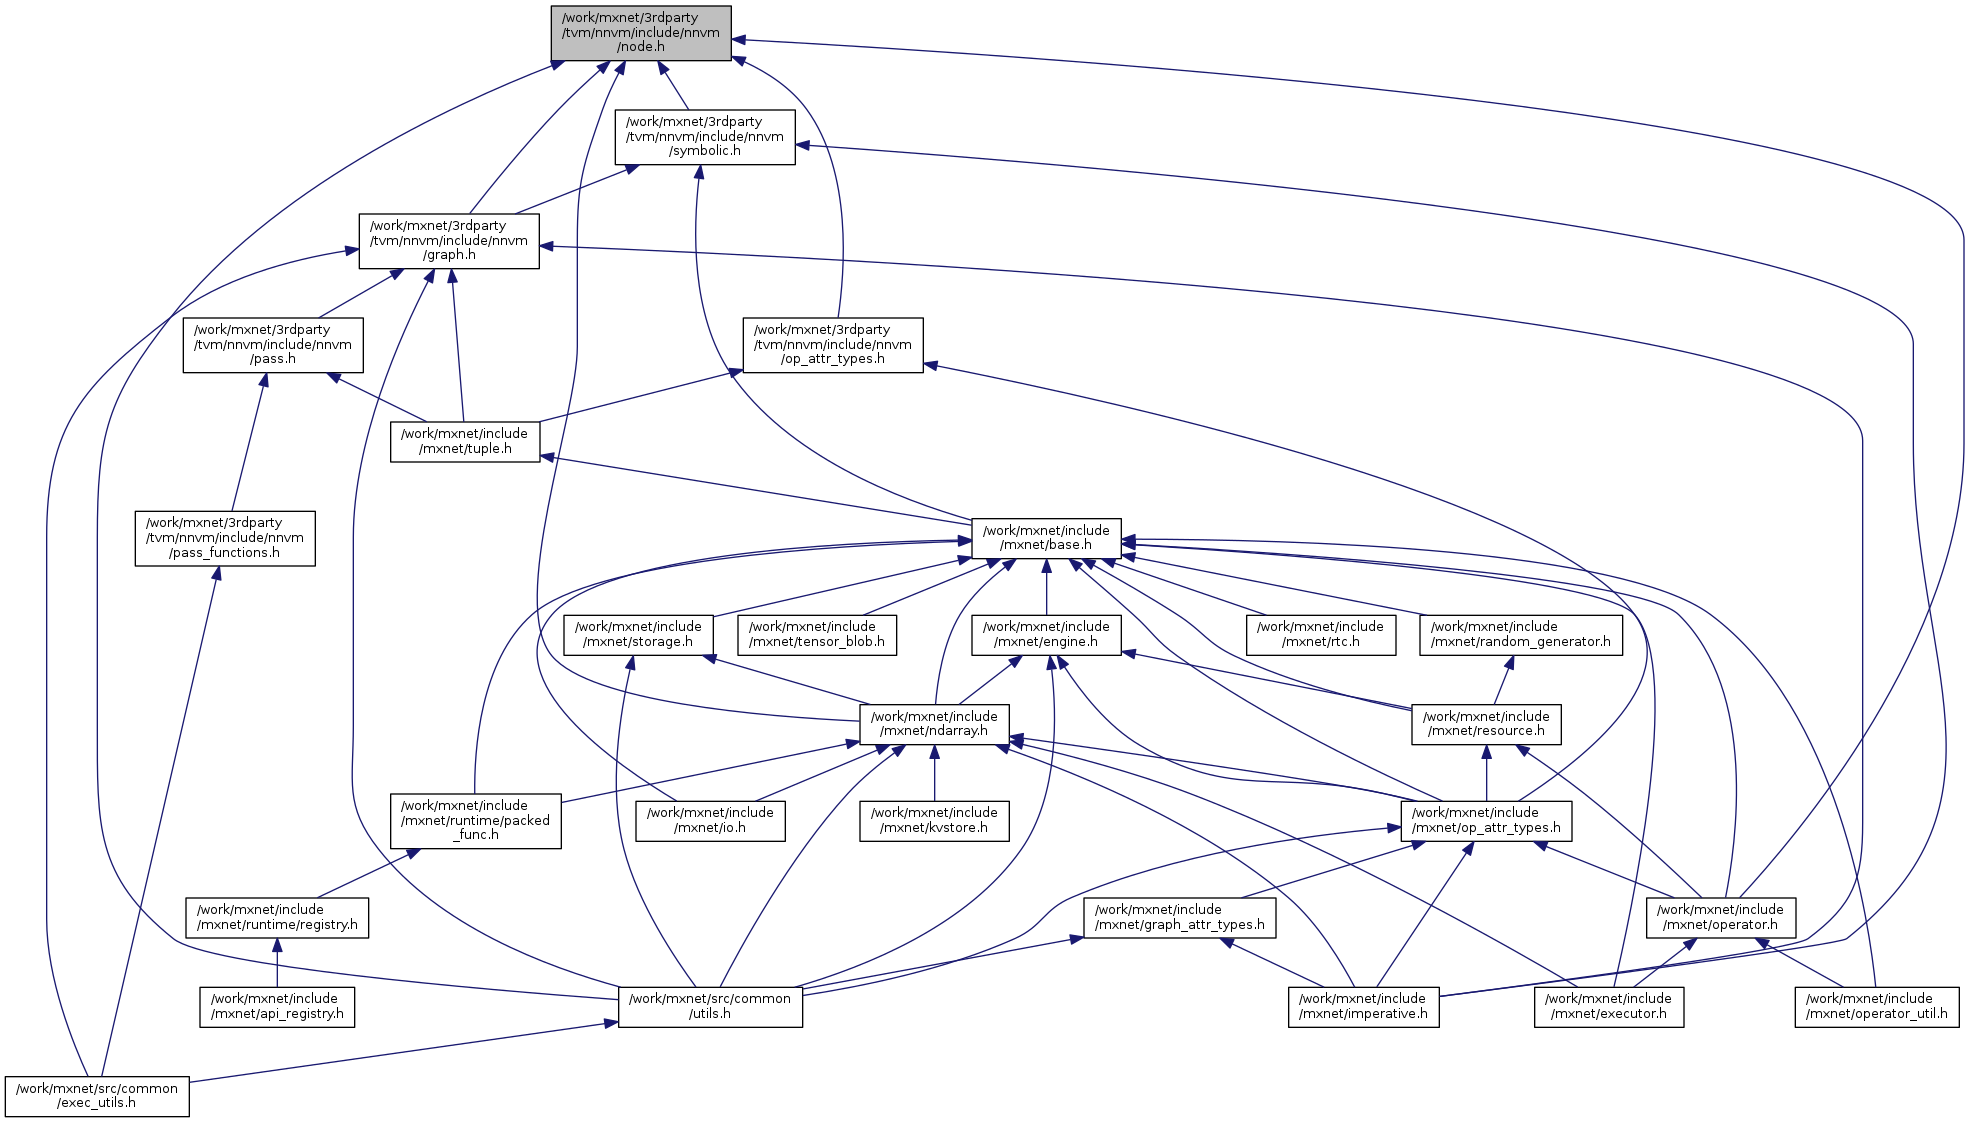 /work/mxnet/3rdparty
/tvm/nnvm/include/nnvm
/node.h
/work/mxnet/3rdparty
/tvm/nnvm/include/nnvm
/symbolic.h
/work/mxnet/3rdparty
/tvm/nnvm/include/nnvm
/graph.h
/work/mxnet/3rdparty
/tvm/nnvm/include/nnvm
/pass.h
/work/mxnet/3rdparty
/tvm/nnvm/include/nnvm
/op_attr_types.h
/work/mxnet/include
/mxnet/tuple.h
/work/mxnet/3rdparty
/tvm/nnvm/include/nnvm
/pass_functions.h
/work/mxnet/include
/mxnet/base.h
/work/mxnet/include
/mxnet/storage.h
/work/mxnet/include
/mxnet/tensor_blob.h
/work/mxnet/include
/mxnet/engine.h
/work/mxnet/include
/mxnet/rtc.h
/work/mxnet/include
/mxnet/random_generator.h
/work/mxnet/include
/mxnet/ndarray.h
/work/mxnet/include
/mxnet/resource.h
/work/mxnet/include
/mxnet/runtime/packed
_func.h
/work/mxnet/include
/mxnet/io.h
/work/mxnet/include
/mxnet/kvstore.h
/work/mxnet/include
/mxnet/op_attr_types.h
/work/mxnet/include
/mxnet/runtime/registry.h
/work/mxnet/include
/mxnet/graph_attr_types.h
/work/mxnet/include
/mxnet/operator.h
/work/mxnet/include
/mxnet/api_registry.h
/work/mxnet/src/common
/utils.h
/work/mxnet/include
/mxnet/imperative.h
/work/mxnet/include
/mxnet/executor.h
/work/mxnet/include
/mxnet/operator_util.h
/work/mxnet/src/common
/exec_utils.h